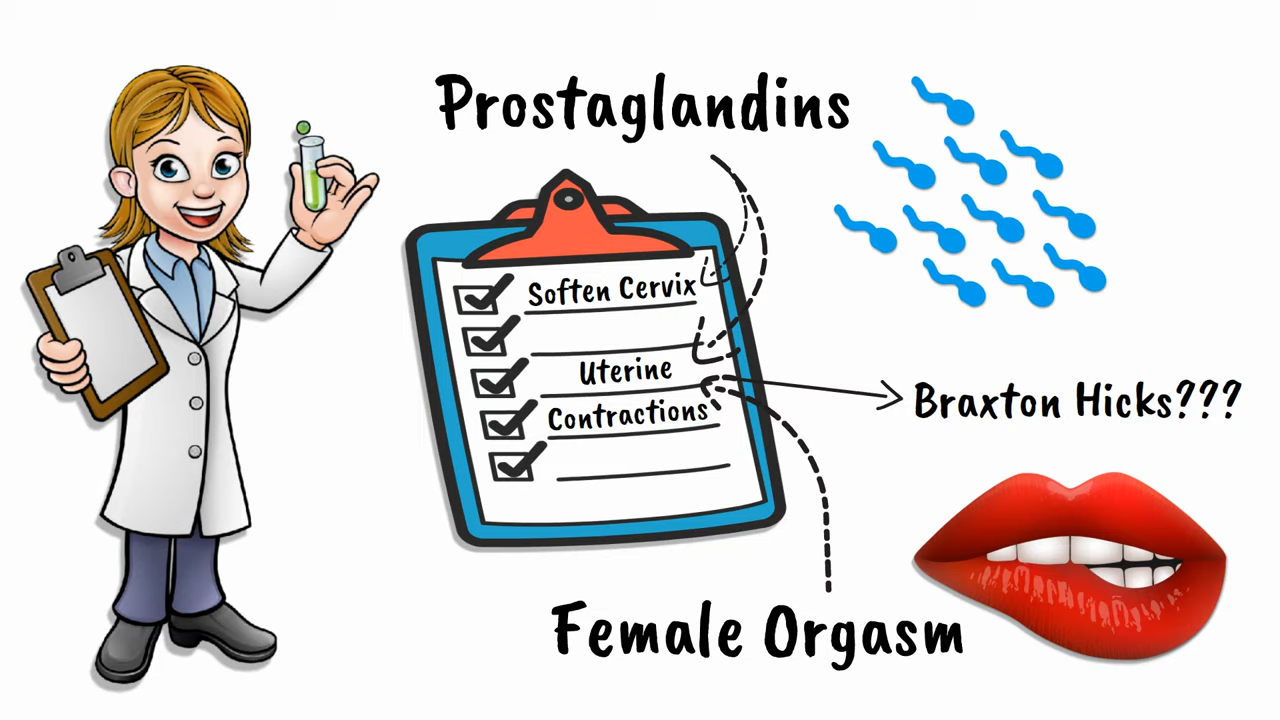 Prostaglandins
Soften Cervix
Uterine
Contractions
Braxton Hicks???
Female Orgasm